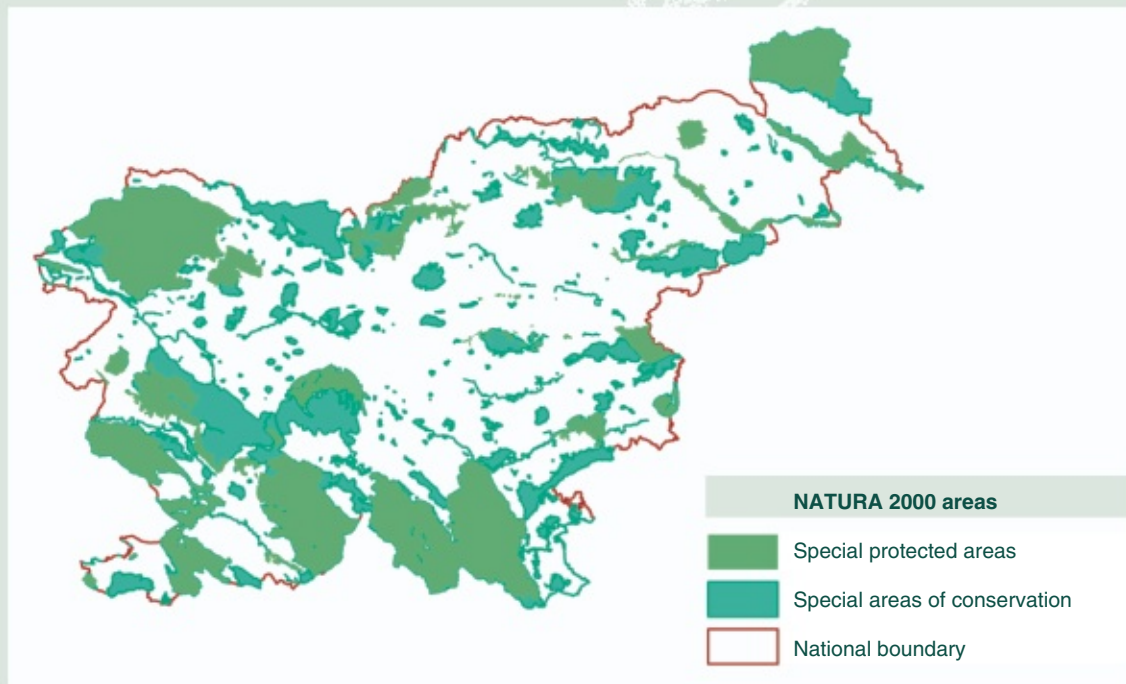 NATURA 2000 areas
Special protected areas
Special areas of conservation
National boundary